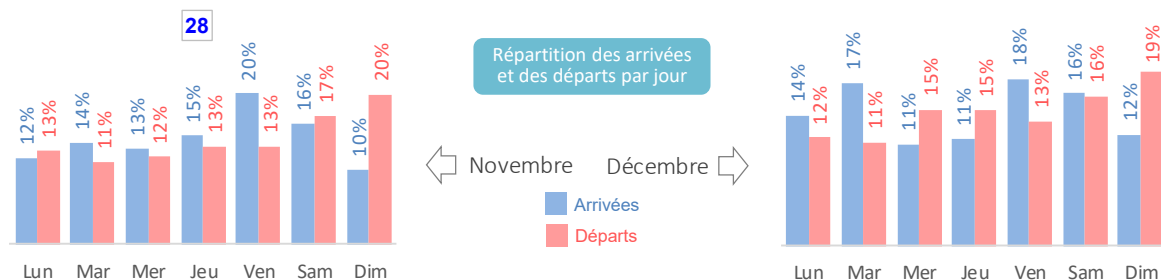 28
Répartition des arrivées
et des départs par jour
12% 13% 14% 11% 13% 12% 15% 13% 20% 13% 16% 17% 10% 20%
Lun Mar Mer Jeu Ven Sam Dim
Novembre Décembre
Arrivées
Départs
14% 12% 17% 11% 11% 15% 11% 15% 18% 13% 16% 16% 12% 19%
Lun Mar Mer Jeu Ven Sam Dim